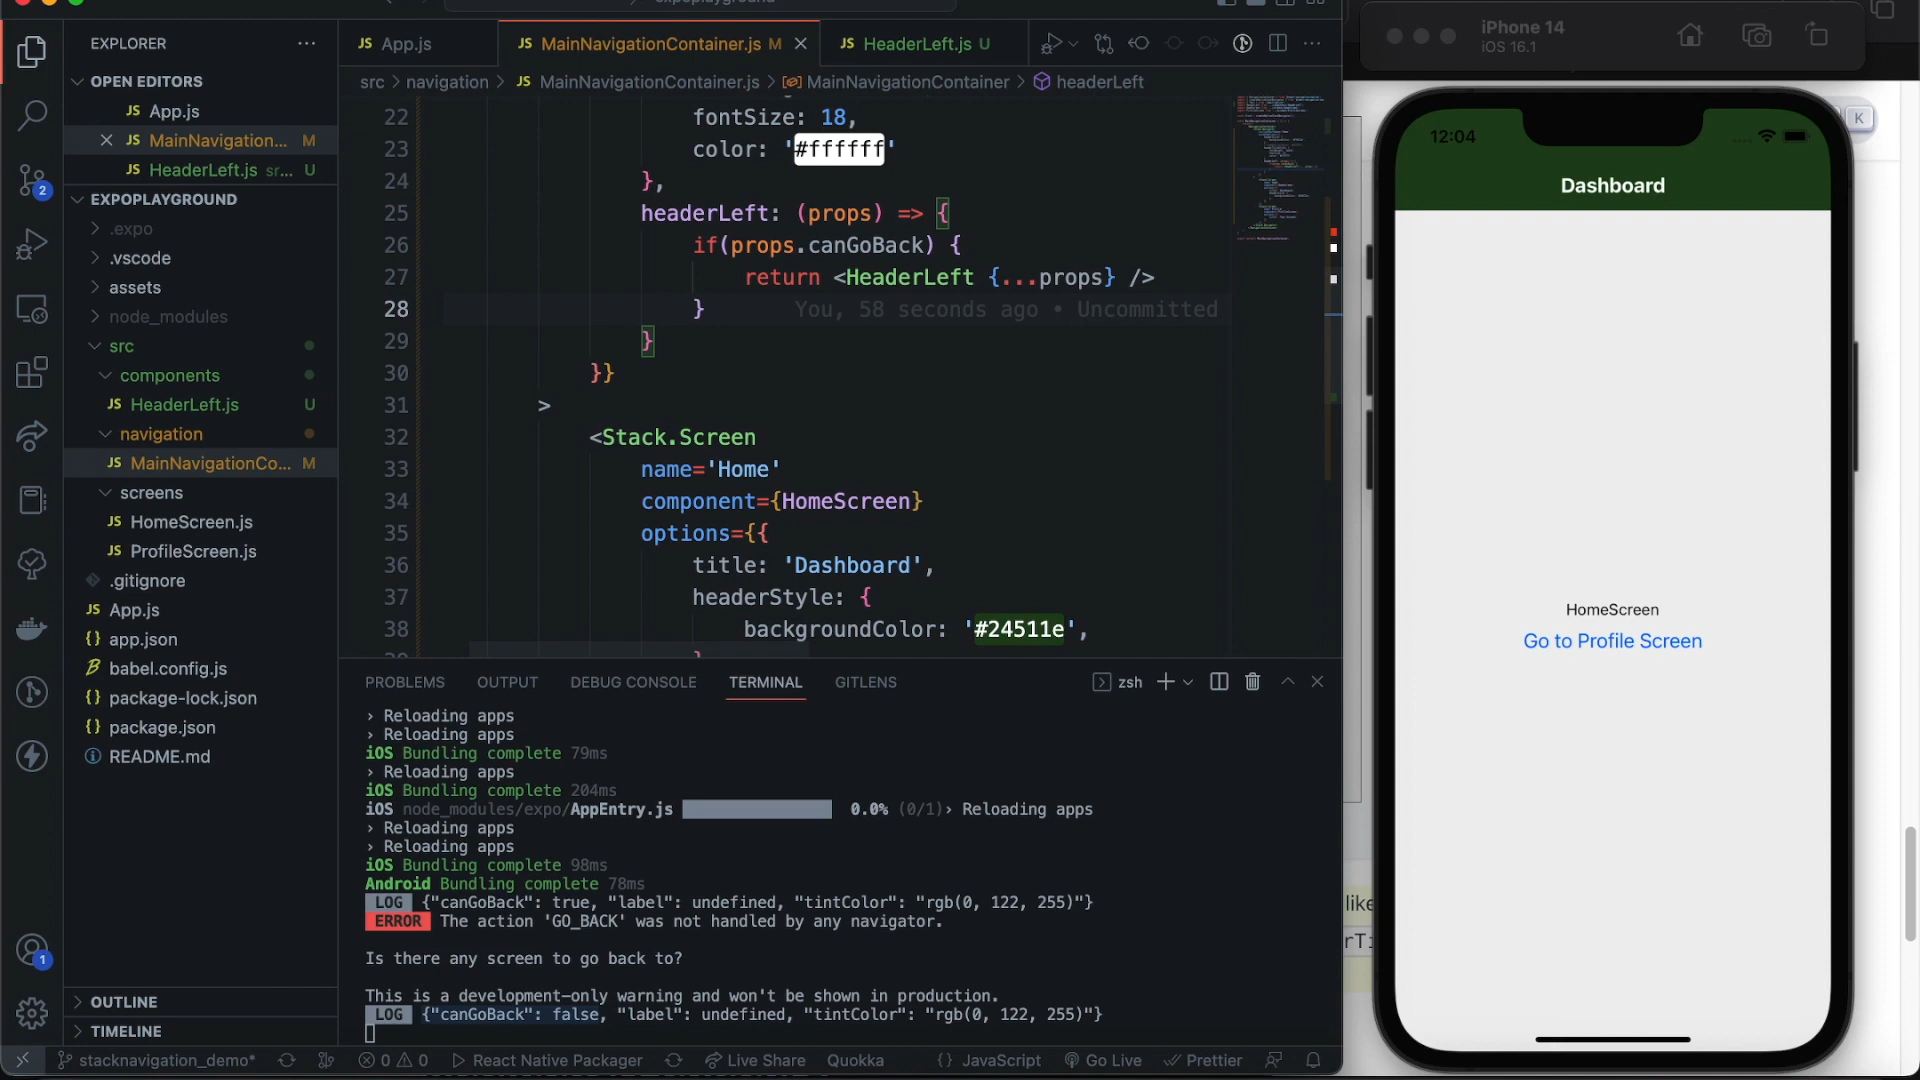 EXPLORER
OPEN EDITORS
JS App.js
JS MainNavigation... M
JS HeaderLeft.js sr... U
EXPOPLAYGROUND
.expo
.vscode
assets
node_modules
src
components
JS HeaderLeft.js U
navigation
JS MainNavigationCo... M
screens
JS HomeScreen.js
JS ProfileScreen.js
.gitignore
JS App.js
{} app.json
babel.config.js
{} package-lock.json
{} package.json
README.md
OUTLINE
TIMELINE
2
1
JS App.js
JS MainNavigationContainer.js M
JS HeaderLeft.js U
src > navigation > JS MainNavigationContainer.js > MainNavigationContainer > headerLeft
22 fontSize: 18,
23 color: '#ffffff'
24 },
25 headerLeft: (props) => {
26 if(props.canGoBack) {
27 return <HeaderLeft {...props} />
28 } You, 58 seconds ago • Uncommitted
29 }
30 }}
31 >
32 <Stack.Screen
33 name='Home'
34 component={HomeScreen}
35 options={{
36 title: 'Dashboard',
37 headerStyle: {
38 backgroundColor: '#24511e',
PROBLEMS OUTPUT DEBUG CONSOLE TERMINAL GITLENS
zsh
› Reloading apps
› Reloading apps
iOS Bundling complete 79ms
› Reloading apps
iOS Bundling complete 204ms
iOS node_modules/expo/AppEntry.js 0.0% (0/1)› Reloading apps
› Reloading apps
› Reloading apps
iOS Bundling complete 98ms
Android Bundling complete 78ms
LOG {"canGoBack": true, "label": undefined, "tintColor": "rgb(0, 122, 255)"}
ERROR The action 'GO_BACK' was not handled by any navigator.
Is there any screen to go back to?
This is a development-only warning and won't be shown in production.
LOG {"canGoBack": false, "label": undefined, "tintColor": "rgb(0, 122, 255)"}
stacknavigation_demo* 0 0 React Native Packager Live Share Quokka {} JavaScript Go Live Prettier
iPhone 14
iOS 16.1
K
12:04
Dashboard
HomeScreen
Go to Profile Screen
like